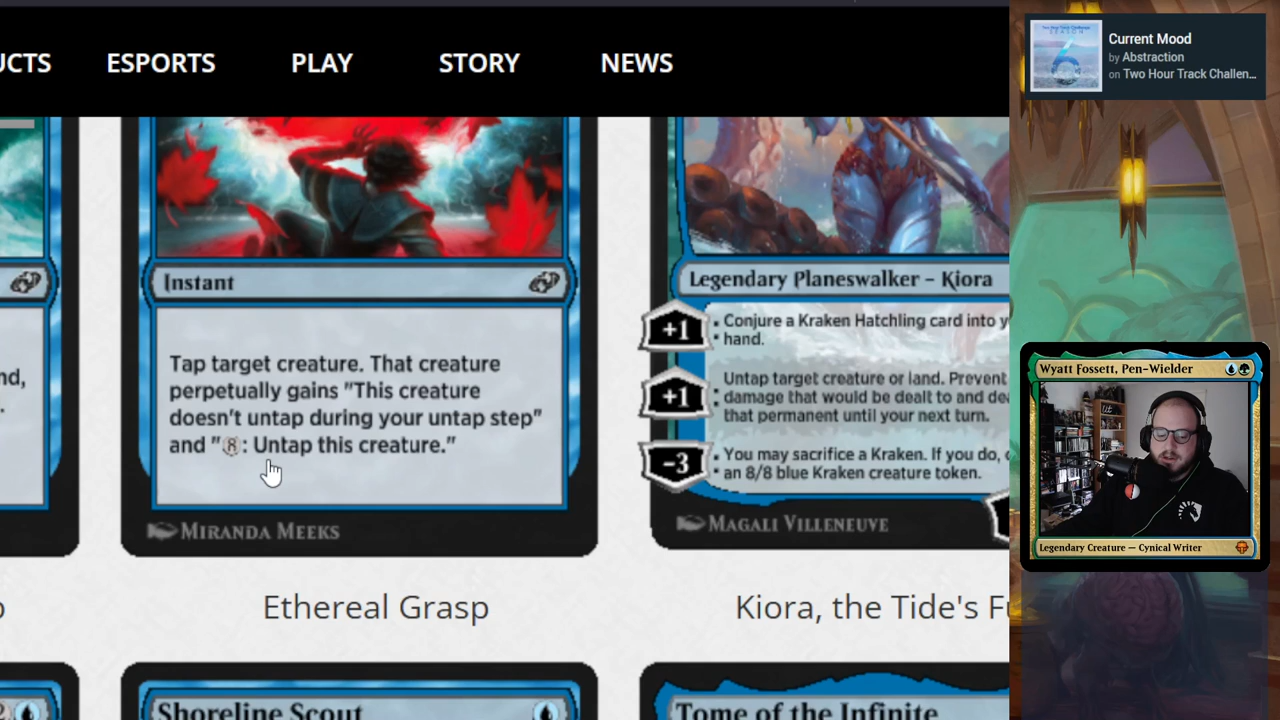 UCTS ESPORTS PLAY STORY NEWS
Current Mood
by Abstraction
on Two Hour Track Challen...
nd,
Instant
Tap target creature. That creature
perpetually gains "This creature
doesn't untap during your untap step"
and "8: Untap this creature."
MIRANDA MEEKS
Ethereal Grasp
Legendary Planeswalker – Kiora
+1
Conjure a Kraken Hatchling card into y
hand.
+1
Untap target creature or land. Prevent
damage that would be dealt to and dea
that permanent until your next turn.
-3
You may sacrifice a Kraken. If you do,
an 8/8 blue Kraken creature token.
MAGALI VILLENEUVE
Kiora, the Tide's Fu
Wyatt Fossett, Pen-Wielder
Legendary Creature — Cynical Writer
2
Shoreline Scout
Tome of the Infinite